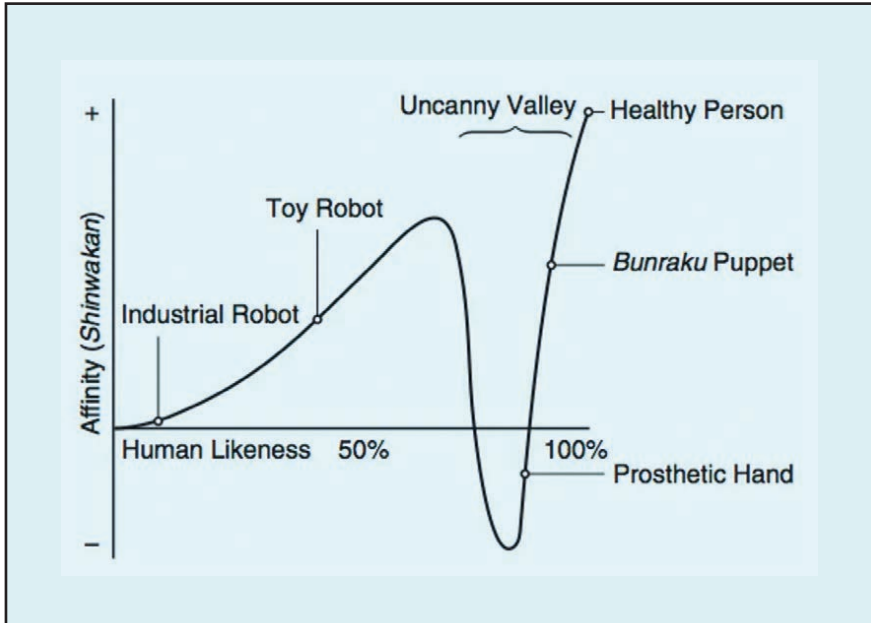 +
Uncanny Valley
Healthy Person
Toy Robot
Bunraku Puppet
Industrial Robot
Affinity (Shinwakan)
Human Likeness 50% 100%
Prosthetic Hand
–